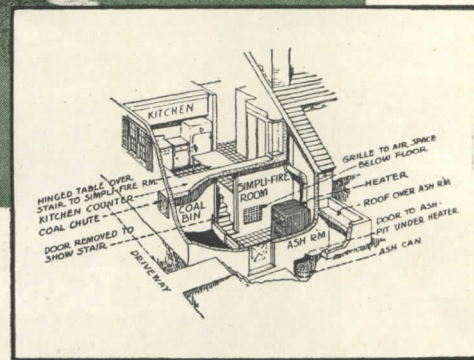 KITCHEN
HINGED TABLE OVER
STAIR TO SIMPLI-FIRE RM.
KITCHEN COUNTER
COAL CHUTE
DOOR REMOVED TO
SHOW STAIR
DRIVEWAY
COAL
BIN
SIMPLI-FIRE
ROOM
ASH RM
GRILLE TO AIR SPACE
BELOW FLOOR.
HEATER
ROOF OVER ASH RM
DOOR TO ASH-
PIT UNDER HEATER
ASH CAN